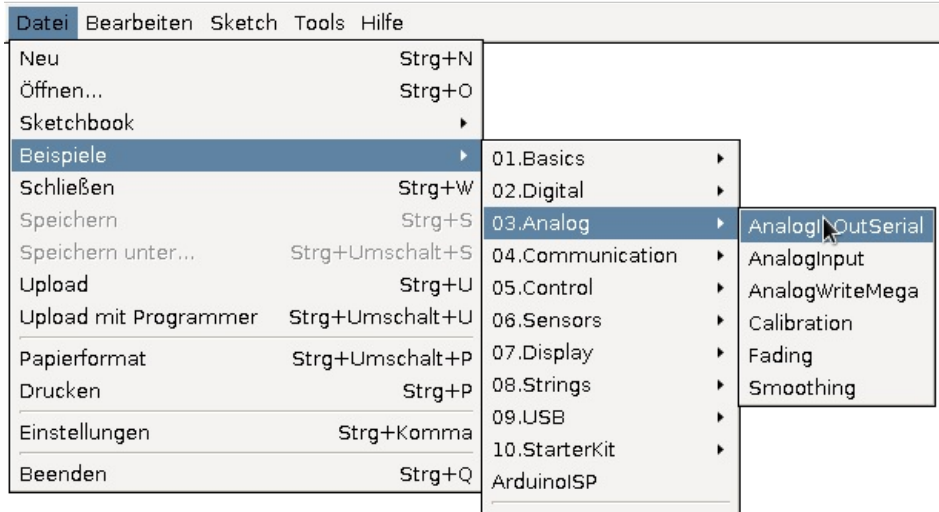 Datei Bearbeiten Sketch Tools Hilfe
Neu Strg+N
Öffnen... Strg+O
Sketchbook
Beispiele
Schließen Strg+W
Speichern Strg+S
Speichern unter... Strg+Umschalt+S
Upload Strg+U
Upload mit Programmer Strg+Umschalt+U
Papierformat Strg+Umschalt+P
Drucken Strg+P
Einstellungen Strg+Komma
Beenden Strg+Q
01.Basics
02.Digital
03.Analog
04.Communication
05.Control
06.Sensors
07.Display
08.Strings
09.USB
10.StarterKit
ArduinoISP
AnalogInOutSerial
AnalogInput
AnalogWriteMega
Calibration
Fading
Smoothing